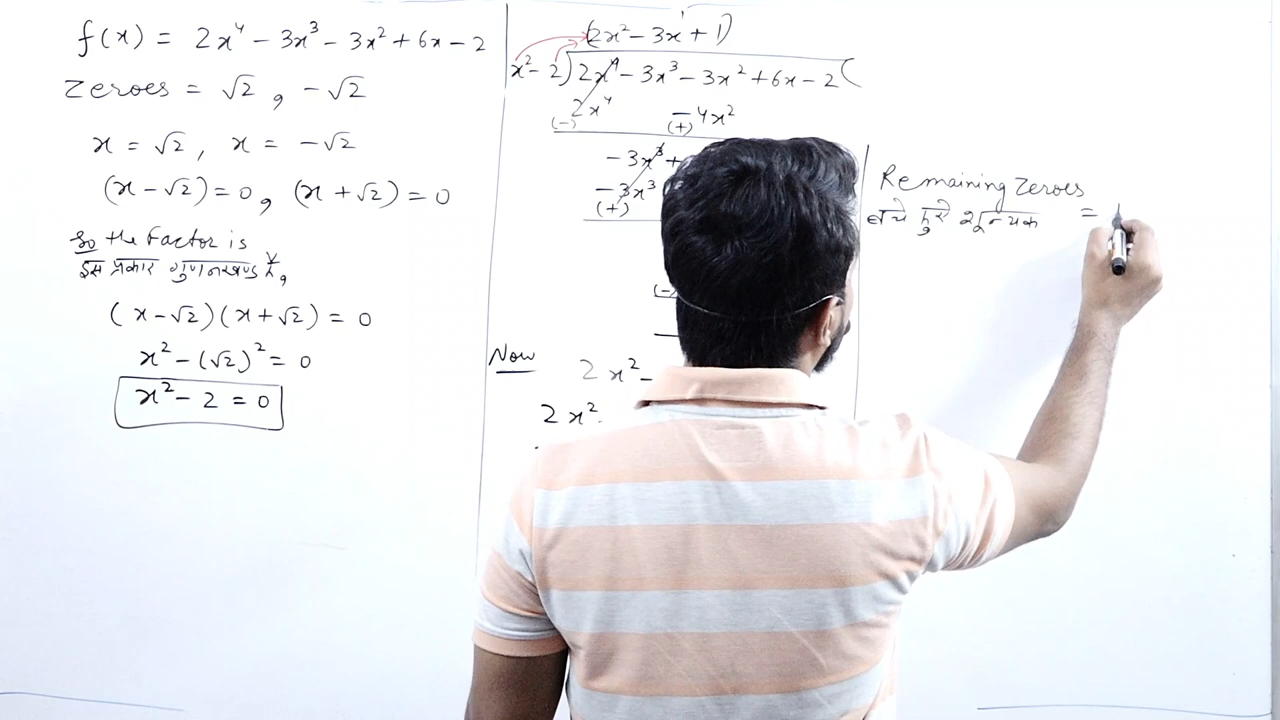 f(x) = 2x⁴ - 3x³ - 3x² + 6x - 2
zeroes = √2 , -√2
x = √2 , x = -√2
(x - √2) = 0 , (x + √2) = 0
So the Factor is
इस प्रकार गुणनखण्ड है,
(x - √2)(x + √2) = 0
x² - (√2)² = 0
x² - 2 = 0
(2x² - 3x + 1)
x² - 2) 2x⁴ - 3x³ - 3x² + 6x - 2 (
2x⁴ - 4x²
(-) (+)
- 3x³ +
- 3x³
(+)
(-)
Now 2x² -
2x²
Remaining zeroes
बचे हुये शून्यक =